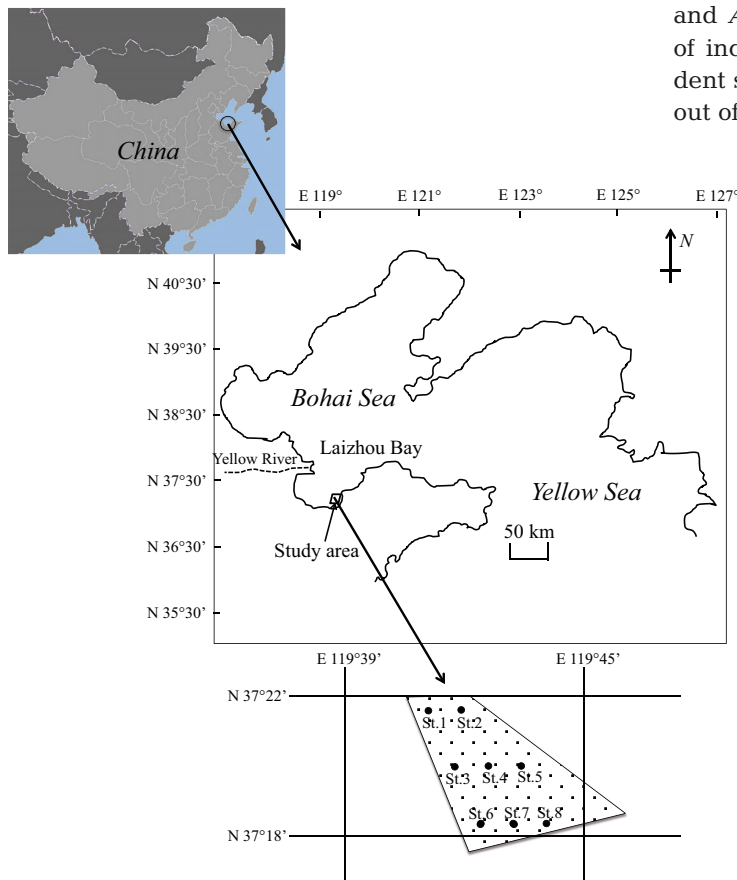 and A
of inc
dent s
out of
China
E 119° E 121° E 123° E 125° E 127°
N
N 40°30’
N 39°30’
Bohai Sea
N 38°30’
Laizhou Bay
Yellow River
N 37°30’
Yellow Sea
50 km
N 36°30’
Study area
N 35°30’
E 119°39’ E 119°45’
N 37°22’
St.1 St.2
St.3 St.4 St.5
St.6 St.7 St.8
N 37°18’